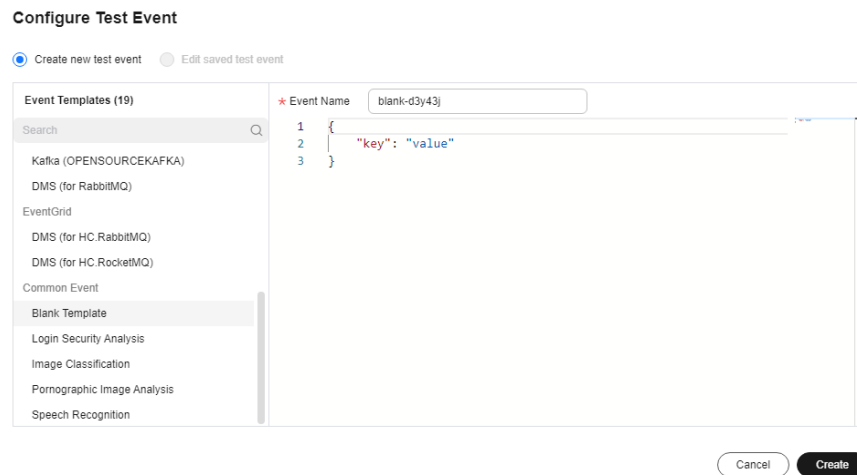 Configure Test Event
Create new test event
Edit saved test event
Event Templates (19)
Search
Kafka (OPENSOURCEKAFKA)
DMS (for RabbitMQ)
EventGrid
DMS (for HC.RabbitMQ)
DMS (for HC.RocketMQ)
Common Event
Blank Template
Login Security Analysis
Image Classification
Pornographic Image Analysis
Speech Recognition
* Event Name
blank-d3y43j
1 {
2 "key": "value"
3 }
Cancel
Create